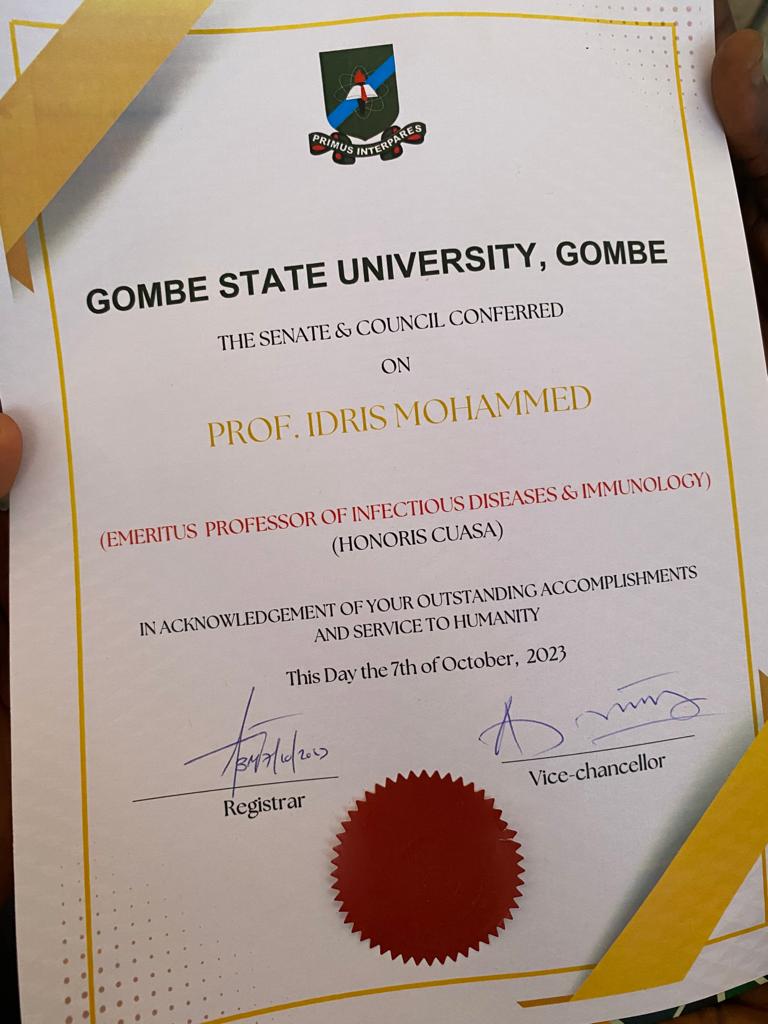 PRIMUS INTERPARES
GOMBE STATE UNIVERSITY, GOMBE
THE SENATE & COUNCIL CONFERRED
ON
PROF. IDRIS MOHAMMED
(EMERITUS PROFESSOR OF INFECTIOUS DISEASES & IMMUNOLOGY)
(HONORIS CUASA)
IN ACKNOWLEDGEMENT OF YOUR OUTSTANDING ACCOMPLISHMENTS
AND SERVICE TO HUMANITY
This Day the 7th of October, 2023
Registrar
Vice-chancellor